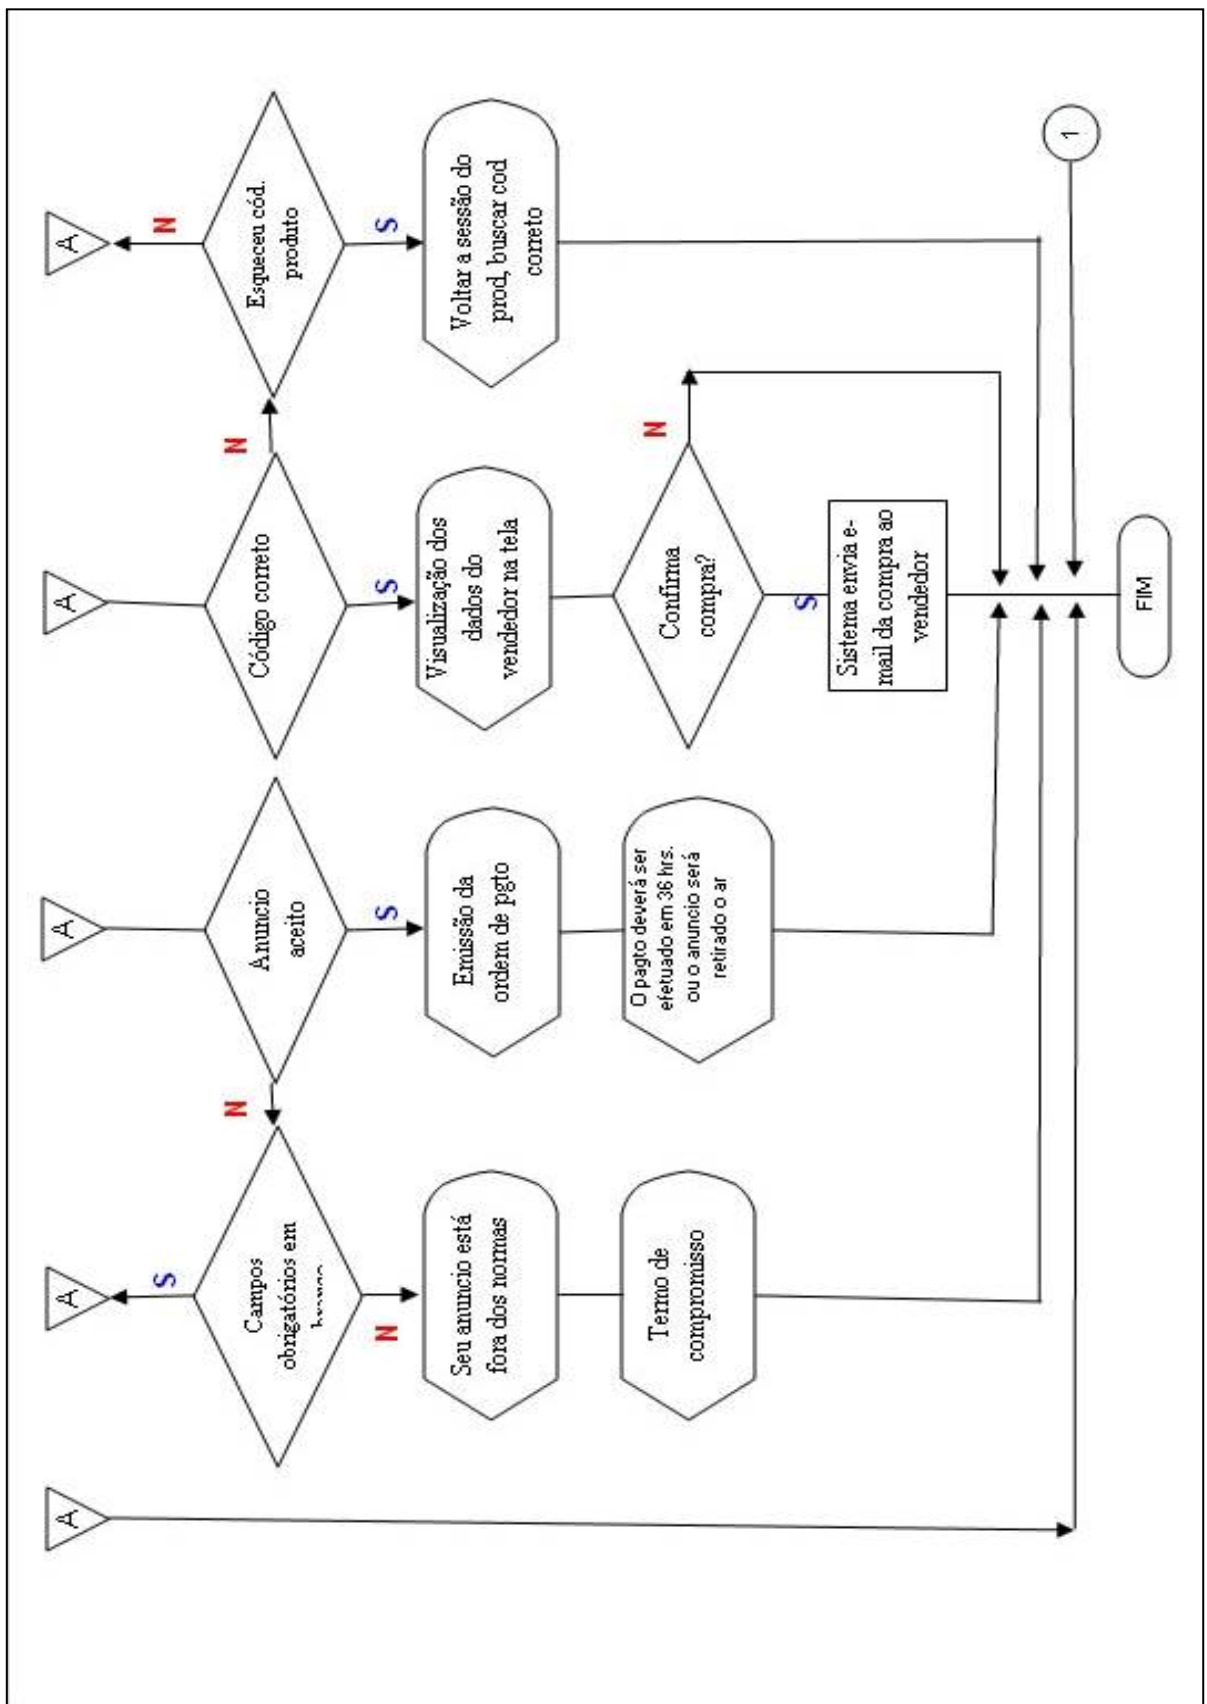 A
A
A
A
A
S
Campos
obrigatórios em
N
Seu anuncio está
fora dos normas
Termo de
compromisso
N
Anuncio
aceito
S
Emissão da
ordem de pgto
O pagto deverá ser
efetuado em 36 hrs.
ou o anuncio será
retirado o ar
Código correto
S
Visualização dos
dados do
vendedor na tela
Confirma
compra?
N
S
Sistema envia e-
mail da compra ao
vendedor
N
Esqueceu cód.
produto
N
S
Voltar a sessão do
prod, buscar cod
correto
1
FIM